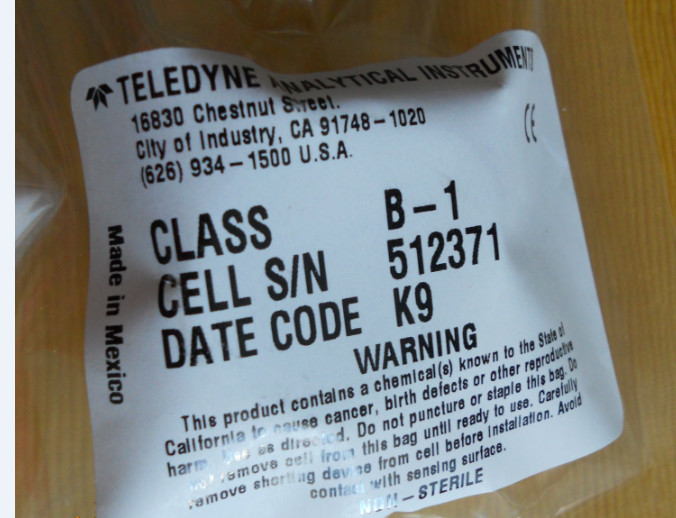 TELEDYNE ANALYTICAL INSTRUMENTS
16830 Chestnut Street.
City of Industry, CA 91748-1020
(626) 934-1500 U.S.A.
CE
Made in Mexico
CLASS B-1
CELL S/N 512371
DATE CODE K9
WARNING
This product contains a chemical(s) known to the State of
California to cause cancer, birth defects or other reproductive
harm. Use as directed. Do not puncture or staple this bag. Do
not remove cell from this bag until ready to use. Carefully
remove shorting device from cell before installation. Avoid
contact with sensing surface.
NON-STERILE